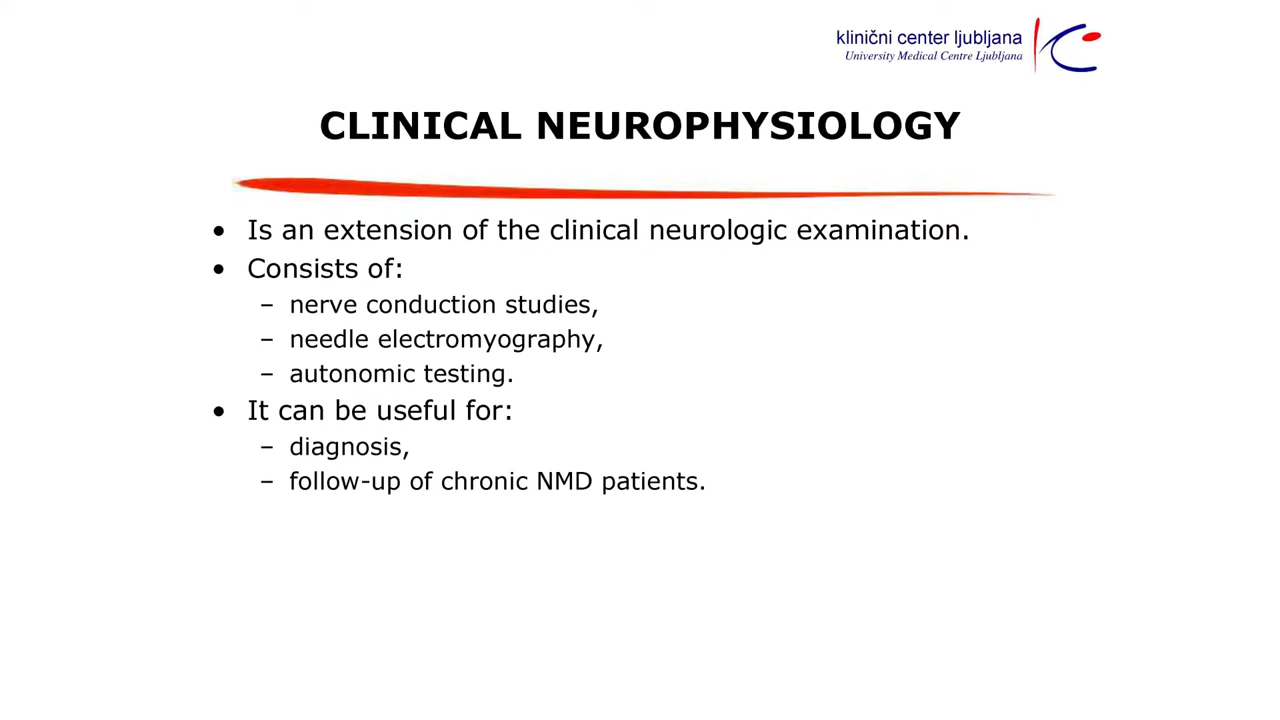 klinični center ljubljana
University Medical Centre Ljubljana
CLINICAL NEUROPHYSIOLOGY
• Is an extension of the clinical neurologic examination.
• Consists of:
– nerve conduction studies,
– needle electromyography,
– autonomic testing.
• It can be useful for:
– diagnosis,
– follow-up of chronic NMD patients.